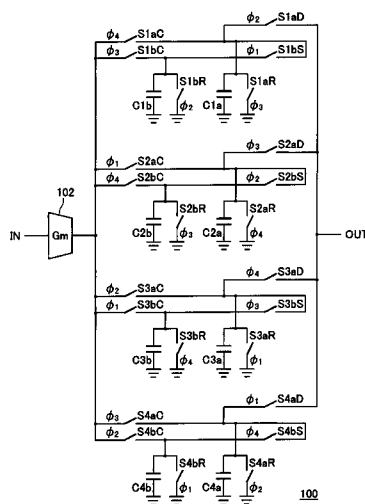 ϕ2 S1aD
ϕ4 S1aC
ϕ3 S1bC ϕ1 S1bS
S1bR S1aR
C1b ϕ2 C1a ϕ3
ϕ3 S2aD
ϕ1 S2aC
ϕ4 S2bC ϕ2 S2bS
102
S2bR S2aR
Gm
C2b ϕ3 C2a ϕ4
IN OUT
ϕ4 S3aD
ϕ2 S3aC
ϕ1 S3bC ϕ3 S3bS
S3bR S3aR
C3b ϕ4 C3a ϕ1
ϕ1 S4aD
ϕ3 S4aC
ϕ2 S4bC ϕ4 S4bS
S4bR S4aR
C4b ϕ1 C4a ϕ2
100